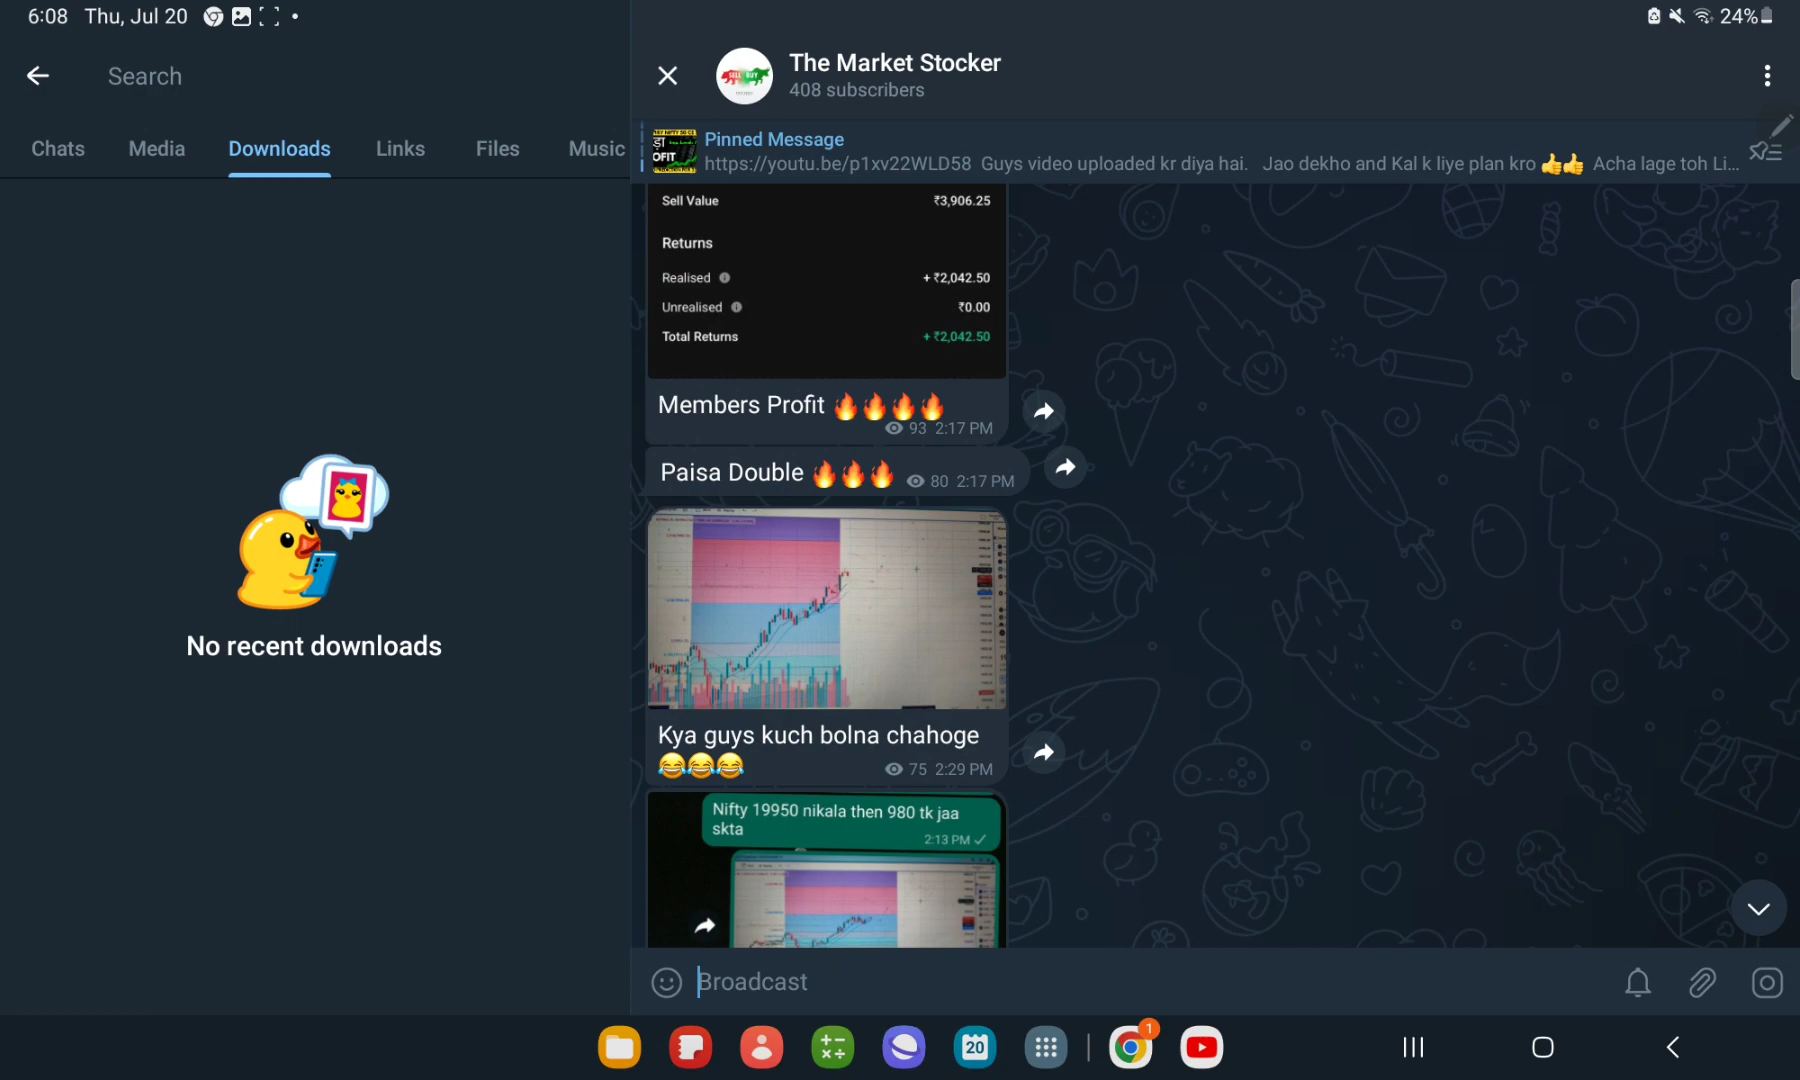 6:08 Thu, Jul 20
24%
Search
Chats Media Downloads Links Files Music
No recent downloads
The Market Stocker
408 subscribers
SELL BUY
Pinned Message
https://youtu.be/p1xv22WLD58 Guys video uploaded kr diya hai. Jao dekho and Kal k liye plan kro 👍👍 Acha lage toh Li...
Sell Value ₹3,906.25
Returns
Realised + ₹2,042.50
Unrealised ₹0.00
Total Returns + ₹2,042.50
Members Profit 🔥🔥🔥🔥
93 2:17 PM
Paisa Double 🔥🔥🔥 80 2:17 PM
Kya guys kuch bolna chahoge
😂😂😂 75 2:29 PM
Nifty 19950 nikala then 980 tk jaa
skta
2:13 PM
Broadcast
20
1